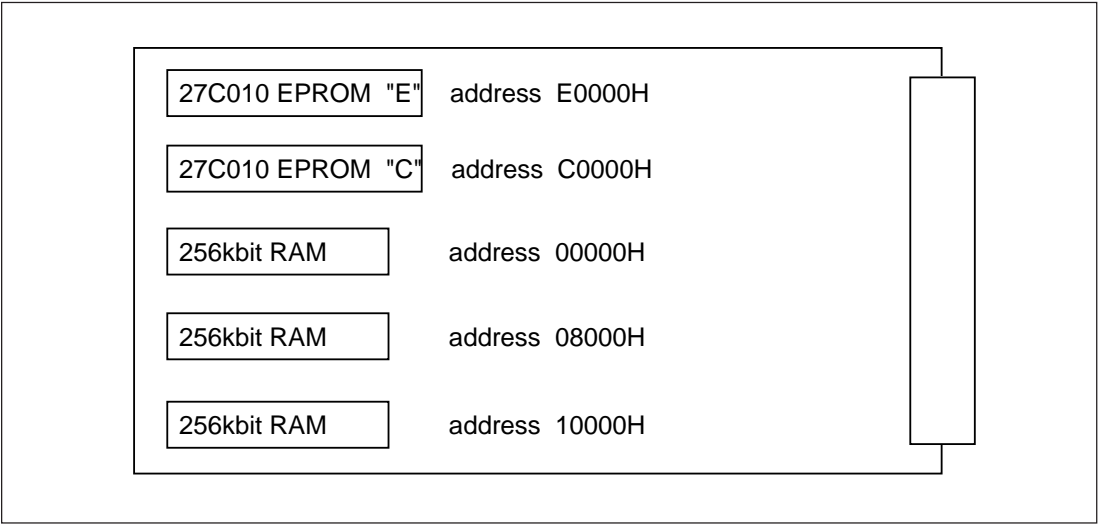 27C010 EPROM "E" address E0000H
27C010 EPROM "C" address C0000H
256kbit RAM address 00000H
256kbit RAM address 08000H
256kbit RAM address 10000H